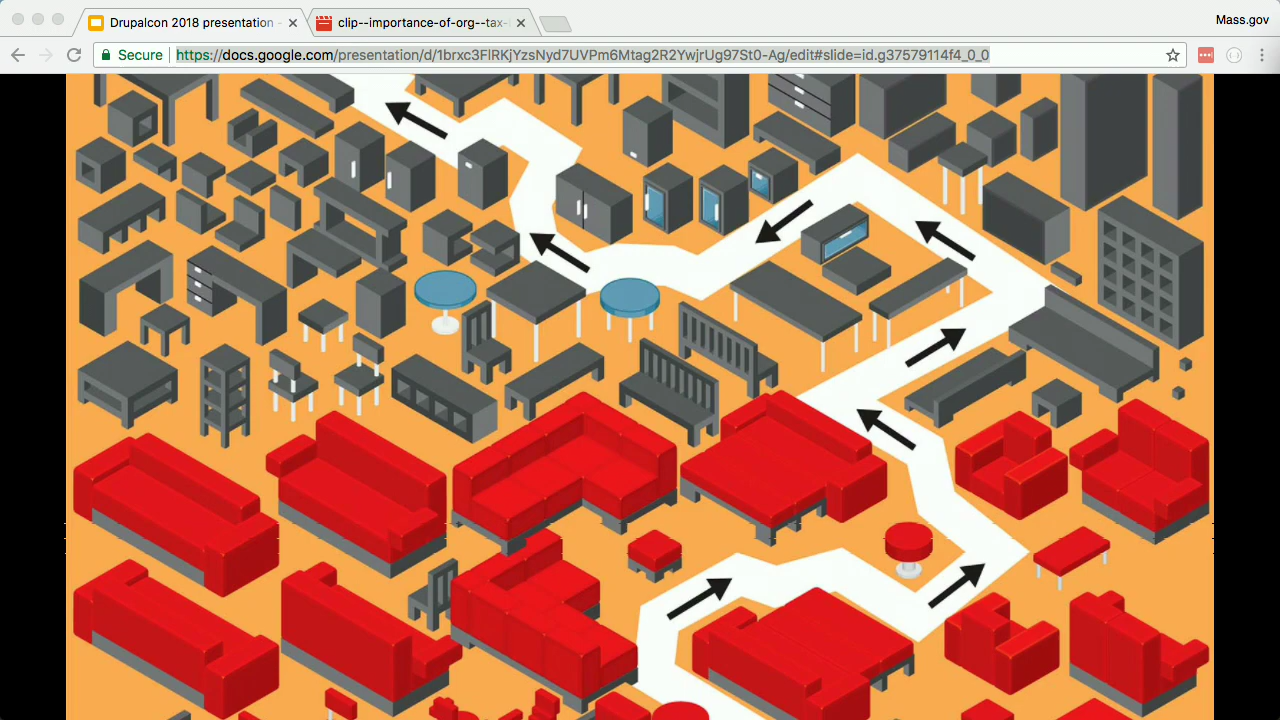 Drupalcon 2018 presentation -
clip--importance-of-org--tax-
Mass.gov
Secure
https://docs.google.com/presentation/d/1brxc3FIRKjYzsNyd7UVPm6Mtag2R2YwjrUg97St0-Ag/edit#slide=id.g37579114f4_0_0